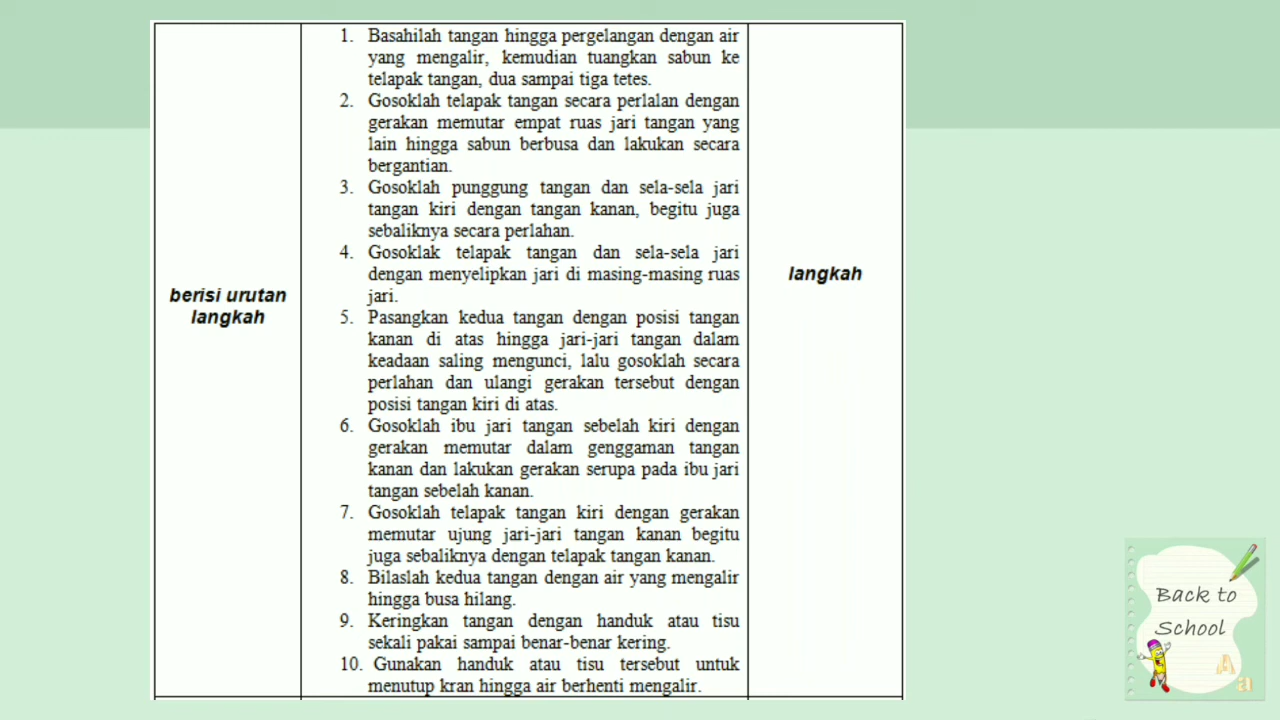 berisi urutan
langkah
1. Basahilah tangan hingga pergelangan dengan air
yang mengalir, kemudian tuangkan sabun ke
telapak tangan, dua sampai tiga tetes.
2. Gosoklah telapak tangan secara perlalan dengan
gerakan memutar empat ruas jari tangan yang
lain hingga sabun berbusa dan lakukan secara
bergantian.
3. Gosoklah punggung tangan dan sela-sela jari
tangan kiri dengan tangan kanan, begitu juga
sebaliknya secara perlahan.
4. Gosoklak telapak tangan dan sela-sela jari
dengan menyelipkan jari di masing-masing ruas
jari.
5. Pasangkan kedua tangan dengan posisi tangan
kanan di atas hingga jari-jari tangan dalam
keadaan saling mengunci, lalu gosoklah secara
perlahan dan ulangi gerakan tersebut dengan
posisi tangan kiri di atas.
6. Gosoklah ibu jari tangan sebelah kiri dengan
gerakan memutar dalam genggaman tangan
kanan dan lakukan gerakan serupa pada ibu jari
tangan sebelah kanan.
7. Gosoklah telapak tangan kiri dengan gerakan
memutar ujung jari-jari tangan kanan begitu
juga sebaliknya dengan telapak tangan kanan.
8. Bilaslah kedua tangan dengan air yang mengalir
hingga busa hilang.
9. Keringkan tangan dengan handuk atau tisu
sekali pakai sampai benar-benar kering.
10. Gunakan handuk atau tisu tersebut untuk
menutup kran hingga air berhenti mengalir.
langkah
Back to
School
A
a